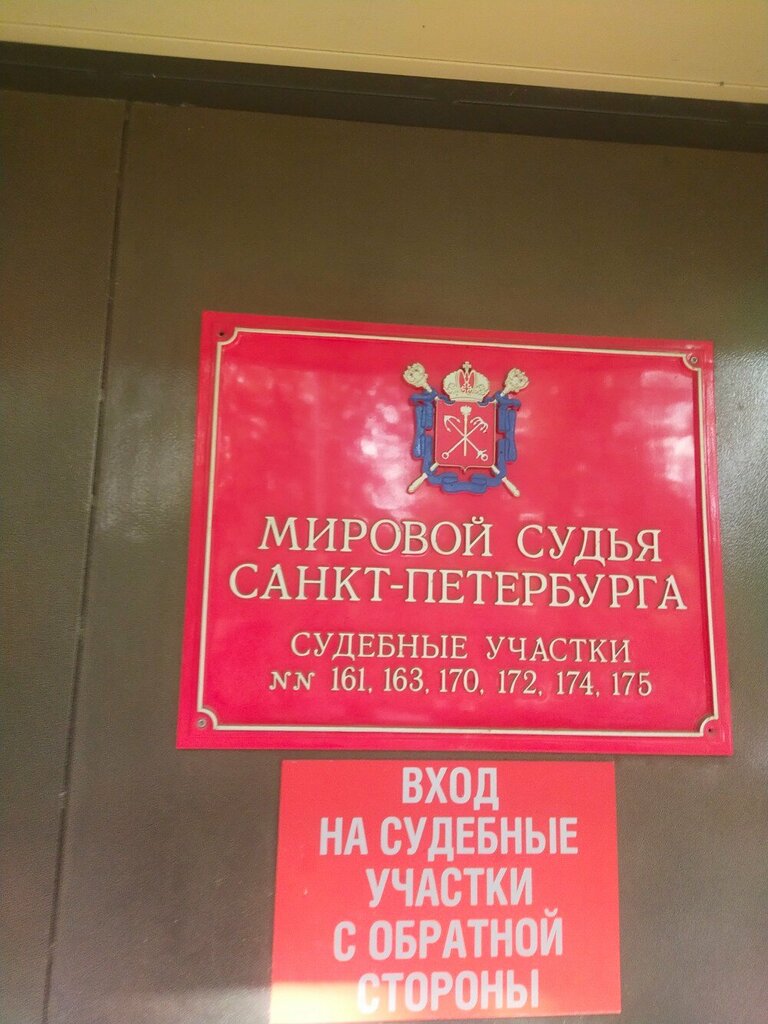 МИРОВОЙ СУДЬЯ
САНКТ-ПЕТЕРБУРГА
СУДЕБНЫЕ УЧАСТКИ
NN 161, 163, 170, 172, 174, 175
ВХОД
НА СУДЕБНЫЕ
УЧАСТКИ
С ОБРАТНОЙ
СТОРОНЫ